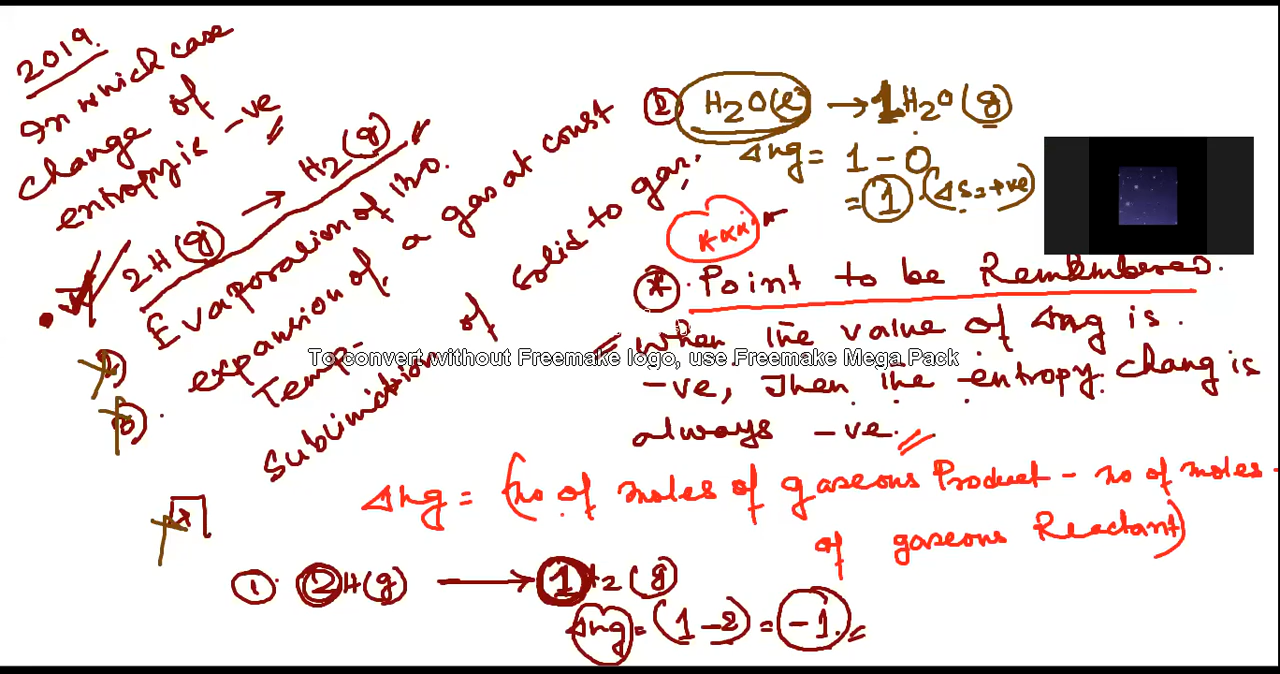 2019.
In which case
change of
entropy is -ve
2H(g) → H2(g)
Evaporation of H2O.
expansion of a gas at const
Temp-
Sublimiction of solid to gas.
② H2O(l) → 1 H2O(g)
Δng = 1 - 0
= 1 (ΔS = +ve)
* Point to be Remembered.
When the value of Δng is.
-ve, Then the entropy chang is
always -ve.
To convert without Freemake logo, use Freemake Mega Pack
Δng = (no of moles of gaseous Product - no of moles -
of gaseous Reactant)
①. 2H(g) → 1H2(g)
Δng = (1-2) = -1.